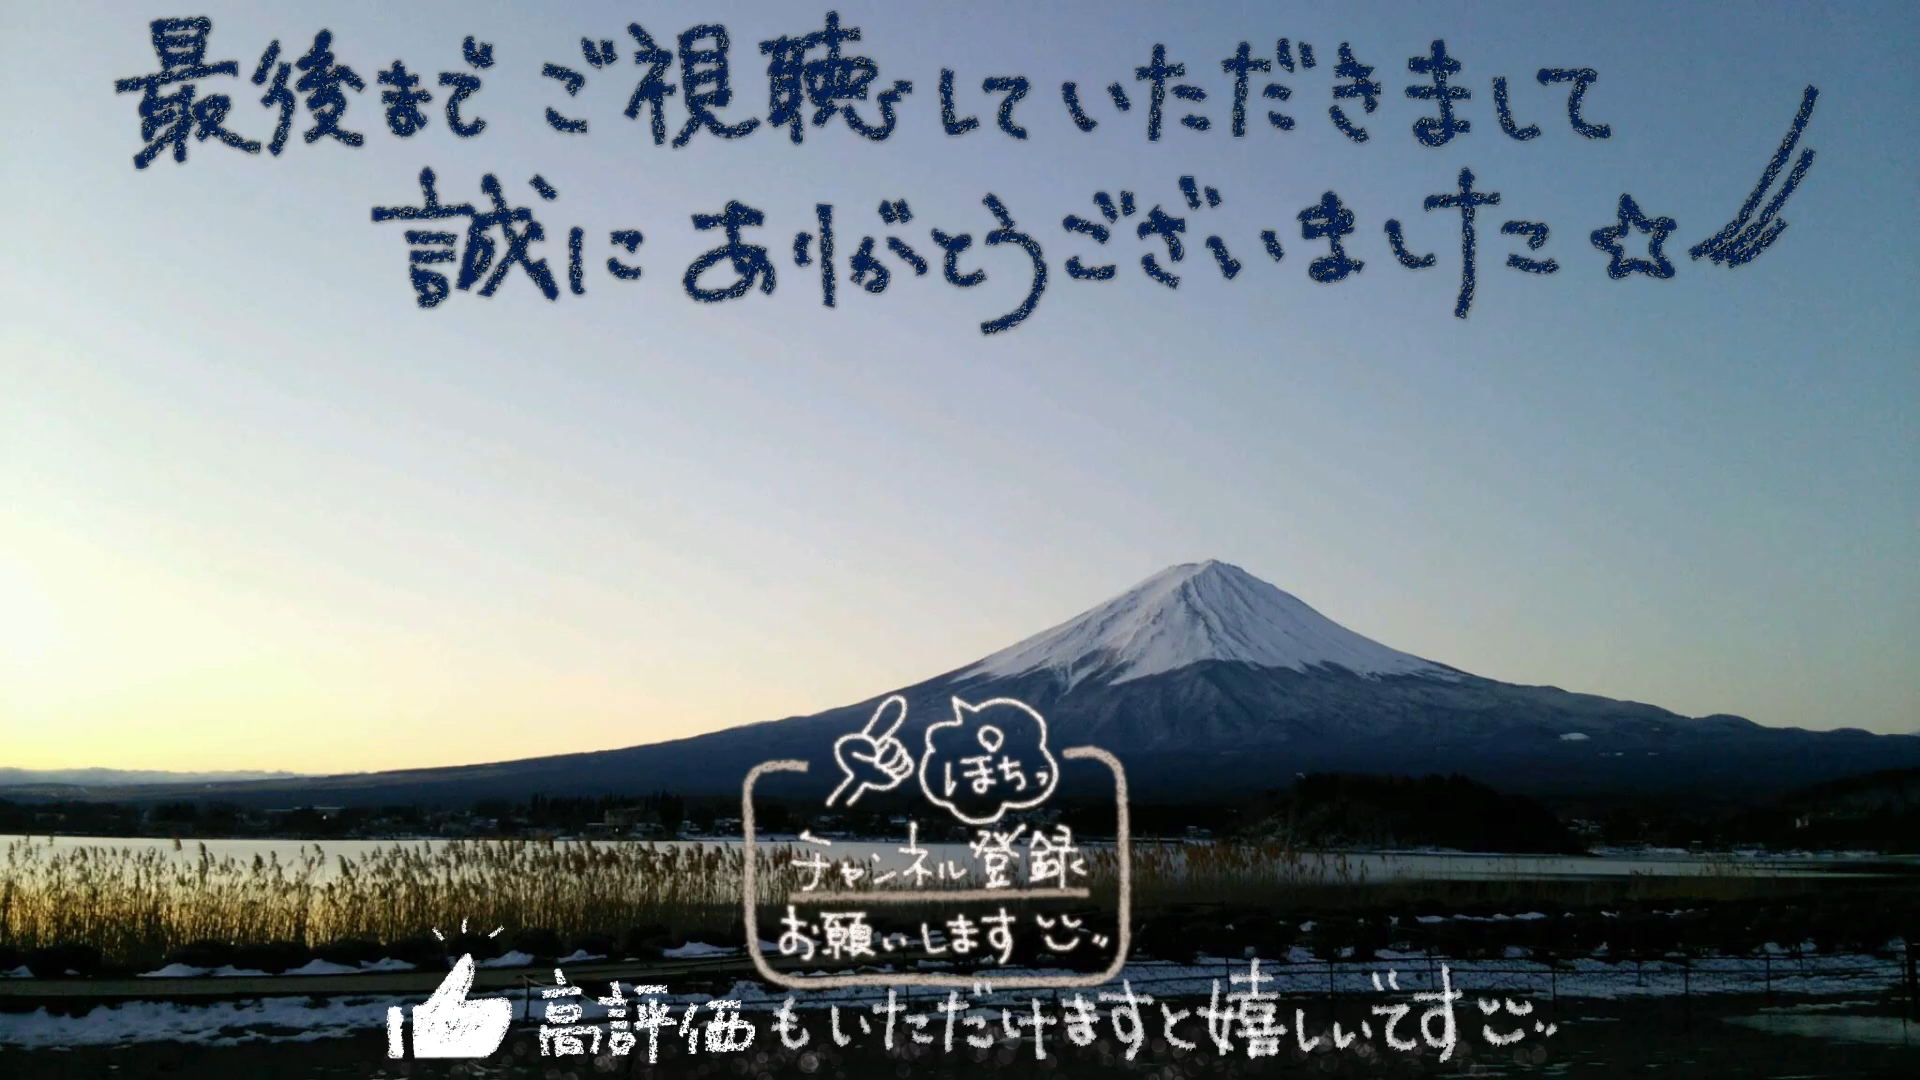 最後まで ご視聴していただきまして
誠に ありがとうございました☆
ぽちっ
チャンネル登録
お願いします
高評価もいただけますと嬉しいです